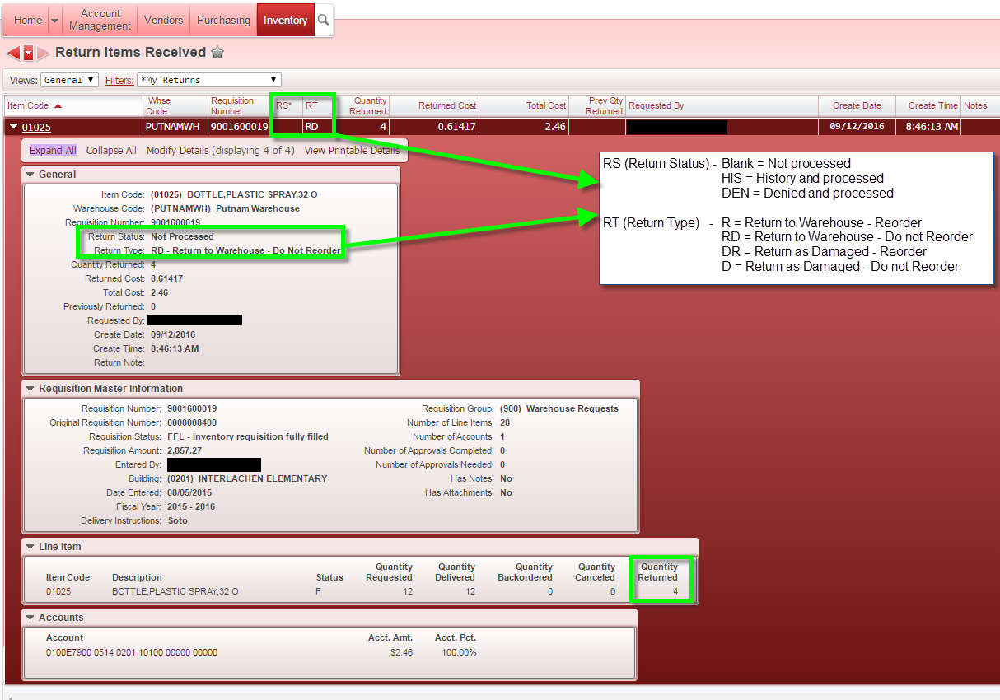 Home Account Management Vendors Purchasing Inventory
Return Items Received
Views: General Filters: *My Returns
Item Code Whse Code Requisition Number RS* RT Quantity Returned Returned Cost Total Cost Prev Qty Returned Requested By Create Date Create Time Notes
01025 PUTNAMWH 9001600019 RD 4 0.61417 2.46 09/12/2016 8:46:13 AM
Expand All Collapse All Modify Details (displaying 4 of 4) View Printable Details
General
Item Code: (01025) BOTTLE,PLASTIC SPRAY,32 O
Warehouse Code: (PUTNAMWH) Putnam Warehouse
Requisition Number: 9001600019
Return Status: Not Processed
Return Type: RD - Return to Warehouse - Do Not Reorder
Quantity Returned: 4
Returned Cost: 0.61417
Total Cost: 2.46
Previously Returned: 0
Requested By:
Create Date: 09/12/2016
Create Time: 8:46:13 AM
Return Note:
RS (Return Status) - Blank = Not processed
HIS = History and processed
DEN = Denied and processed
RT (Return Type) - R = Return to Warehouse - Reorder
RD = Return to Warehouse - Do not Reorder
DR = Return as Damaged - Reorder
D = Return as Damaged - Do not Reorder
Requisition Master Information
Requisition Number: 9001600019 Requisition Group: (900) Warehouse Requests
Original Requisition Number: 0000008400 Number of Line Items: 28
Requisition Status: FFL - Inventory requisition fully filled Number of Accounts: 1
Requisition Amount: 2,857.27 Number of Approvals Completed: 0
Entered By: Number of Approvals Needed: 0
Building: (0201) INTERLACHEN ELEMENTARY Has Notes: No
Date Entered: 08/05/2015 Has Attachments: No
Fiscal Year: 2015 - 2016
Delivery Instructions: Soto
Line Item
Item Code Description Status Quantity Requested Quantity Delivered Quantity Backordered Quantity Canceled Quantity Returned
01025 BOTTLE,PLASTIC SPRAY,32 O F 12 12 0 0 4
Accounts
Account Acct. Amt. Acct. Pct.
0100E7900 0514 0201 10100 00000 00000 $2.46 100.00%